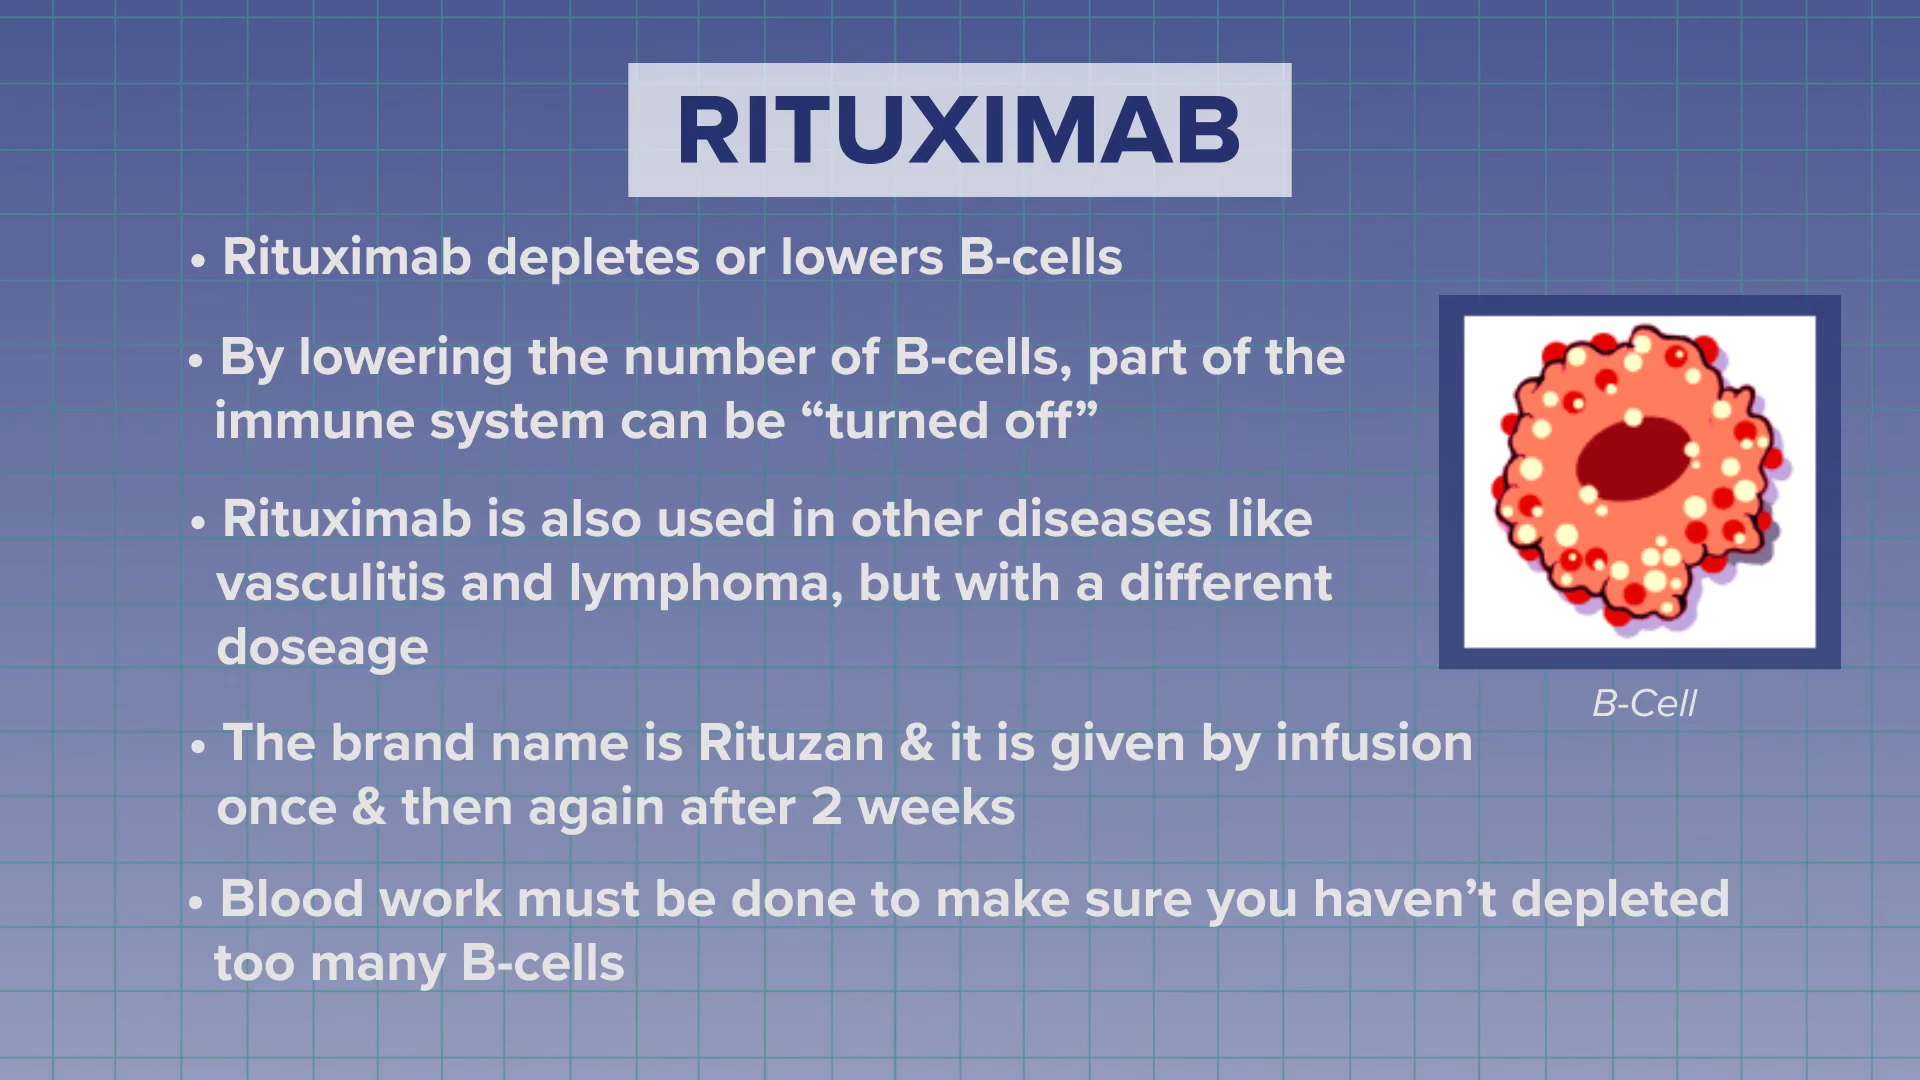 RITUXIMAB
• Rituximab depletes or lowers B-cells
• By lowering the number of B-cells, part of the
immune system can be “turned off”
• Rituximab is also used in other diseases like
vasculitis and lymphoma, but with a different
doseage
B-Cell
• The brand name is Rituzan & it is given by infusion
once & then again after 2 weeks
• Blood work must be done to make sure you haven’t depleted
too many B-cells